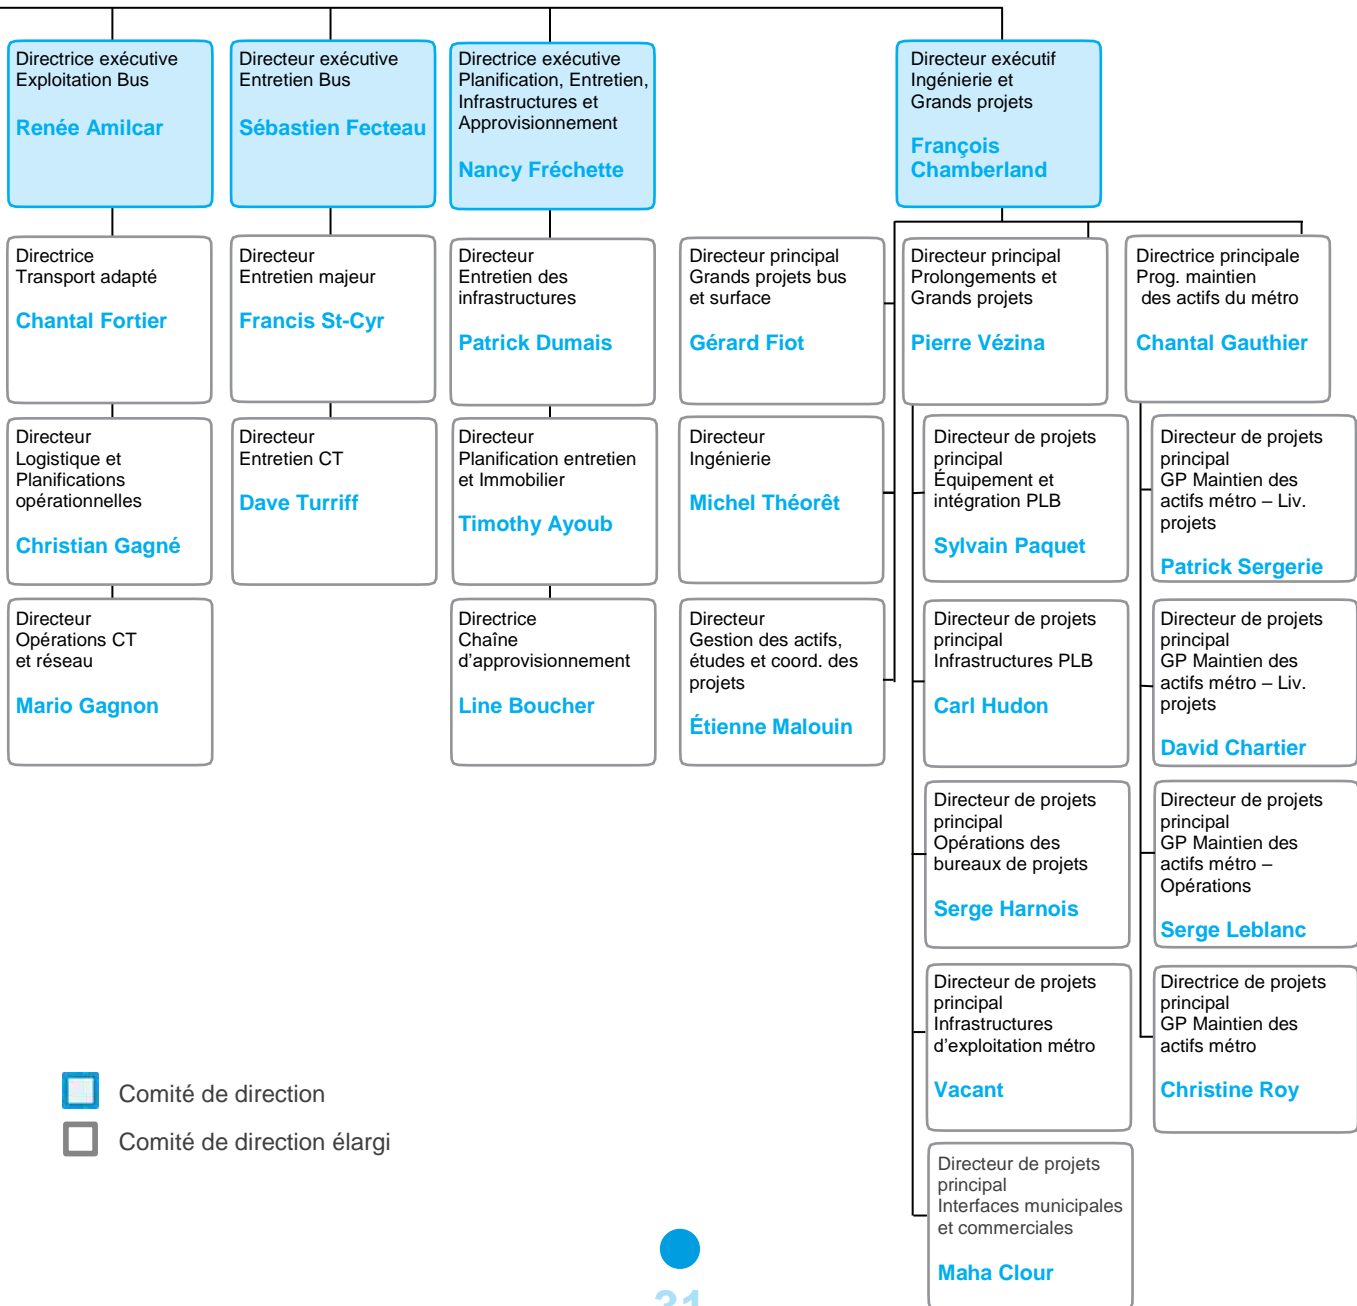 Directrice exécutive
Exploitation Bus
Renée Amilcar
Directeur exécutive
Entretien Bus
Sébastien Fecteau
Directrice exécutive
Planification, Entretien,
Infrastructures et
Approvisionnement
Nancy Fréchette
Directeur exécutif
Ingénierie et
Grands projets
François
Chamberland
Directrice
Transport adapté
Chantal Fortier
Directeur
Entretien majeur
Francis St-Cyr
Directeur
Entretien des
infrastructures
Patrick Dumais
Directeur principal
Grands projets bus
et surface
Gérard Fiot
Directeur principal
Prolongements et
Grands projets
Pierre Vézina
Directrice principale
Prog. maintien
des actifs du métro
Chantal Gauthier
Directeur
Logistique et
Planifications
opérationnelles
Christian Gagné
Directeur
Entretien CT
Dave Turriff
Directeur
Planification entretien
et Immobilier
Timothy Ayoub
Directeur
Ingénierie
Michel Théorêt
Directeur de projets
principal
Équipement et
intégration PLB
Sylvain Paquet
Directeur de projets
principal
GP Maintien des
actifs métro – Liv.
projets
Patrick Sergerie
Directeur
Opérations CT
et réseau
Mario Gagnon
Directrice
Chaîne
d'approvisionnement
Line Boucher
Directeur
Gestion des actifs,
études et coord. des
projets
Étienne Malouin
Directeur de projets
principal
Infrastructures PLB
Carl Hudon
Directeur de projets
principal
GP Maintien des
actifs métro – Liv.
projets
David Chartier
Directeur de projets
principal
Opérations des
bureaux de projets
Serge Harnois
Directeur de projets
principal
GP Maintien des
actifs métro –
Opérations
Serge Leblanc
Directeur de projets
principal
Infrastructures
d'exploitation métro
Vacant
Directrice de projets
principal
GP Maintien des
actifs métro
Christine Roy
Directeur de projets
principal
Interfaces municipales
et commerciales
Maha Clour
Comité de direction
Comité de direction élargi
31